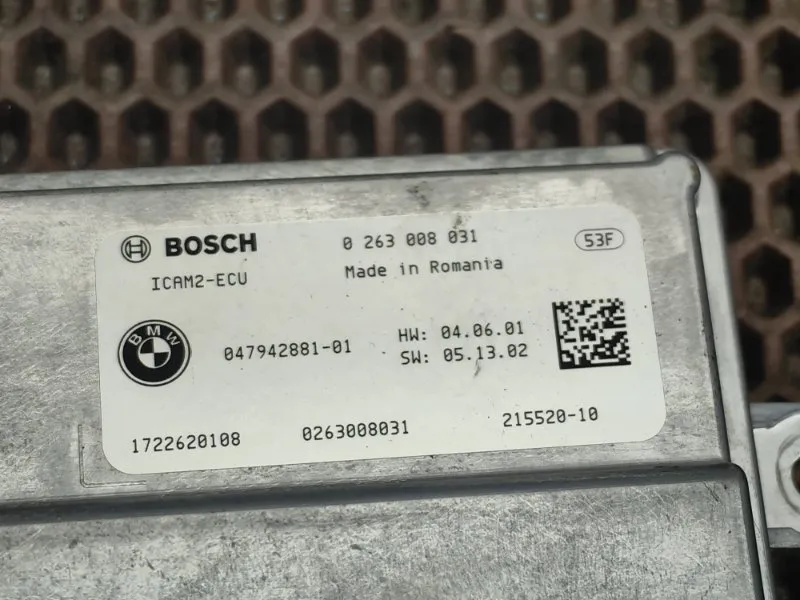 BOSCH 0 263 008 031 53F
ICAM2-ECU Made in Romania
BMW 047942881-01 HW: 04.06.01
SW: 05.13.02
1722620108 0263008031 215520-10